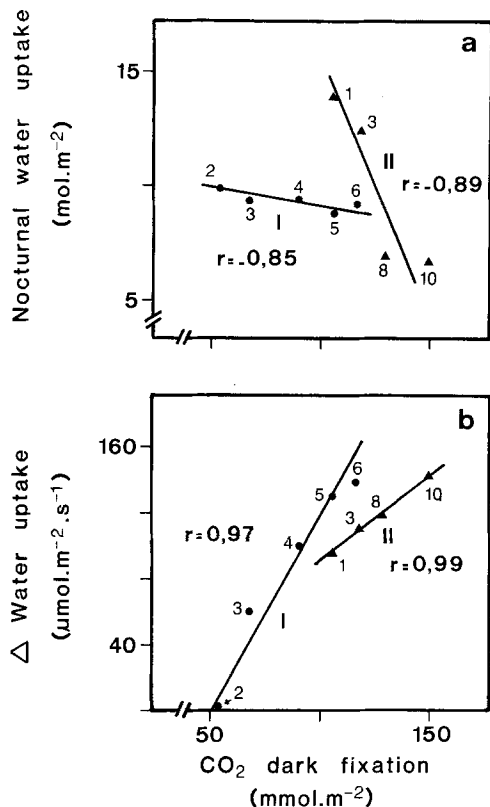 a
Nocturnal water uptake
(mol.m-2)
15
5
1
3
II
r=-0,89
2
3
4
5
6
I
r=-0,85
8
10
b
△ Water uptake
(µmol.m-2.s-1)
160
40
6
5
r=0,97
4
3
I
2
10
8
3
II
1
r=0,99
50
100
150
CO2 dark fixation
(mmol.m-2)